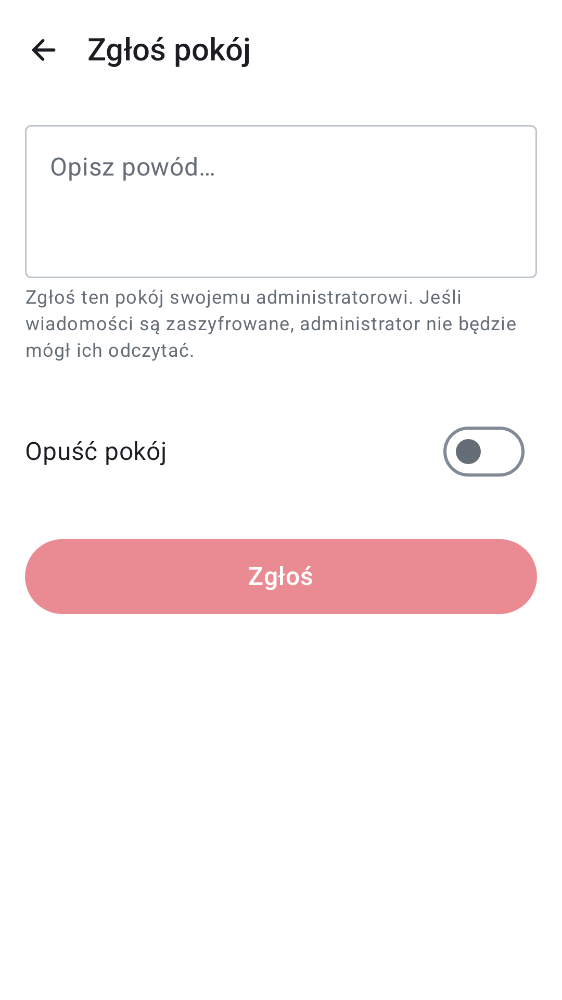 Zgłoś pokój
Opisz powód…
Zgłoś ten pokój swojemu administratorowi. Jeśli
wiadomości są zaszyfrowane, administrator nie będzie
mógł ich odczytać.
Opuść pokój
Zgłoś